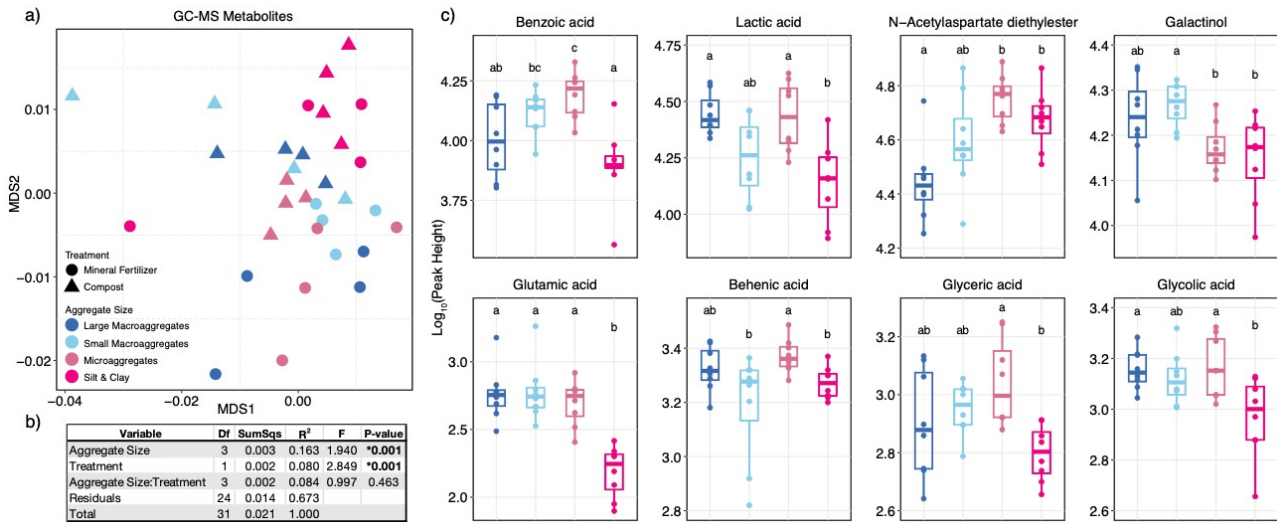 a)
GC-MS Metabolites
MDS2
0.01
0.00
−0.01
−0.02
−0.04
−0.02
0.00
MDS1
Treatment
Mineral Fertilizer
Compost
Aggregate Size
Large Macroaggregates
Small Macroaggregates
Microaggregates
Silt & Clay
b)
Variable Df SumSqs R² F P-value
Aggregate Size 3 0.003 0.163 1.940 *0.001
Treatment 1 0.002 0.080 2.849 *0.001
Aggregate Size:Treatment 3 0.002 0.084 0.997 0.463
Residuals 24 0.014 0.673
Total 31 0.021 1.000
c)
Log₁₀(Peak Height)
Benzoic acid
4.25
4.00
3.75
ab bc c a
Lactic acid
4.75
4.50
4.25
4.00
a ab a b
N−Acetylaspartate diethylester
5.0
4.8
4.6
4.4
4.2
a ab b b
Galactinol
4.4
4.3
4.2
4.1
4.0
ab a b b
Glutamic acid
3.0
2.5
2.0
a a a b
Behenic acid
3.6
3.4
3.2
3.0
2.8
ab b a b
Glyceric acid
3.2
3.0
2.8
2.6
ab ab a b
Glycolic acid
3.4
3.2
3.0
2.8
2.6
a ab a b